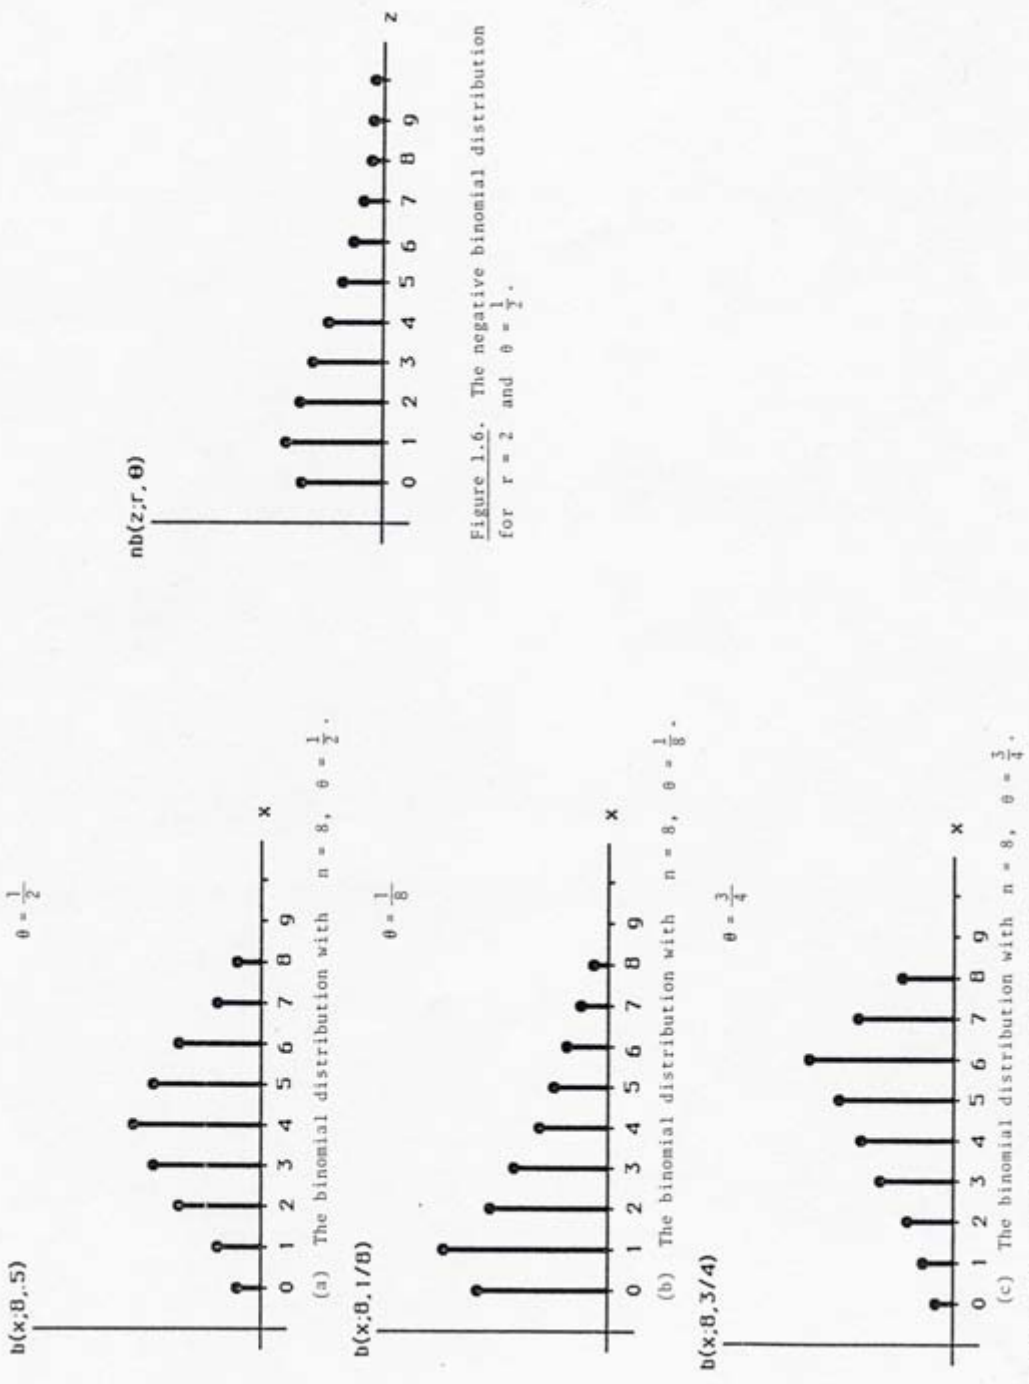 b(x;8,.5)
θ = 1/2
0 1 2 3 4 5 6 7 8 9
x
(a) The binomial distribution with n = 8, θ = 1/2.
b(x;8,1/8)
θ = 1/8
0 1 2 3 4 5 6 7 8 9
x
(b) The binomial distribution with n = 8, θ = 1/8.
b(x;8,3/4)
θ = 3/4
0 1 2 3 4 5 6 7 8 9
x
(c) The binomial distribution with n = 8, θ = 3/4.
nb(z;r,θ)
0 1 2 3 4 5 6 7 8 9
z
Figure 1.6. The negative binomial distribution
for r = 2 and θ = 1/2.